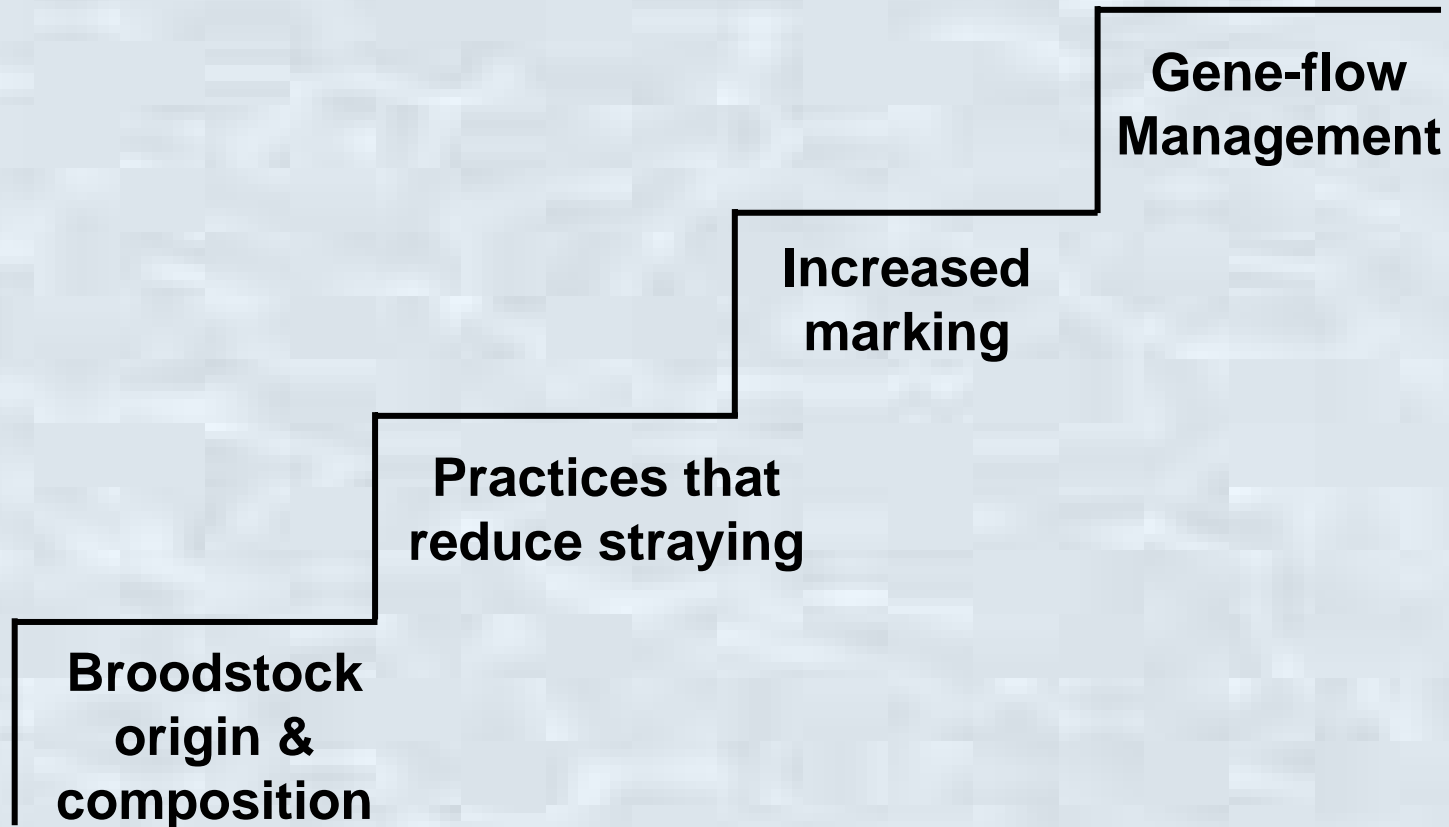 Gene-flow
Management
Increased
marking
Practices that
reduce straying
Broodstock
origin &
composition